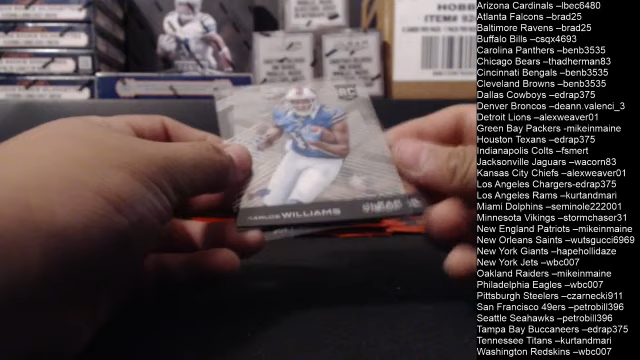 HOBB
ITEM# 92
RC
CARLOS WILLIAMS
Arizona Cardinals –lbec6480
Atlanta Falcons –brad25
Baltimore Ravens –brad25
Buffalo Bills –csqx4693
Carolina Panthers –benb3535
Chicago Bears –thadherman83
Cincinnati Bengals –benb3535
Cleveland Browns –benb3535
Dallas Cowboys –edrap375
Denver Broncos –deann.valenci_3
Detroit Lions –alexweaver01
Green Bay Packers -mikeinmaine
Houston Texans –edrap375
Indianapolis Colts –fsmert
Jacksonville Jaguars –wacorn83
Kansas City Chiefs –alexweaver01
Los Angeles Chargers-edrap375
Los Angeles Rams –kurtandmari
Miami Dolphins –seminole222001
Minnesota Vikings –stormchaser31
New England Patriots –mikeinmaine
New Orleans Saints –wutsgucci6969
New York Giants –hapehollidaze
New York Jets –wbc007
Oakland Raiders –mikeinmaine
Philadelphia Eagles –wbc007
Pittsburgh Steelers –czarnecki911
San Francisco 49ers –petrobill396
Seattle Seahawks –petrobill396
Tampa Bay Buccaneers –edrap375
Tennessee Titans –kurtandmari
Washington Redskins –wbc007